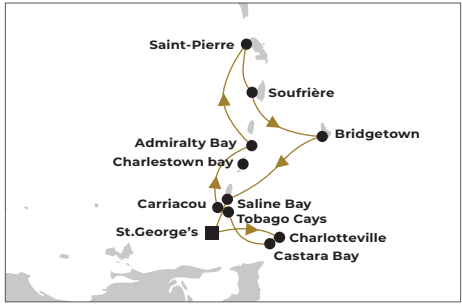 Saint-Pierre
Soufrière
Bridgetown
Admiralty Bay
Charlestown bay
Carriacou
Saline Bay
Tobago Cays
St.George's
Charlotteville
Castara Bay